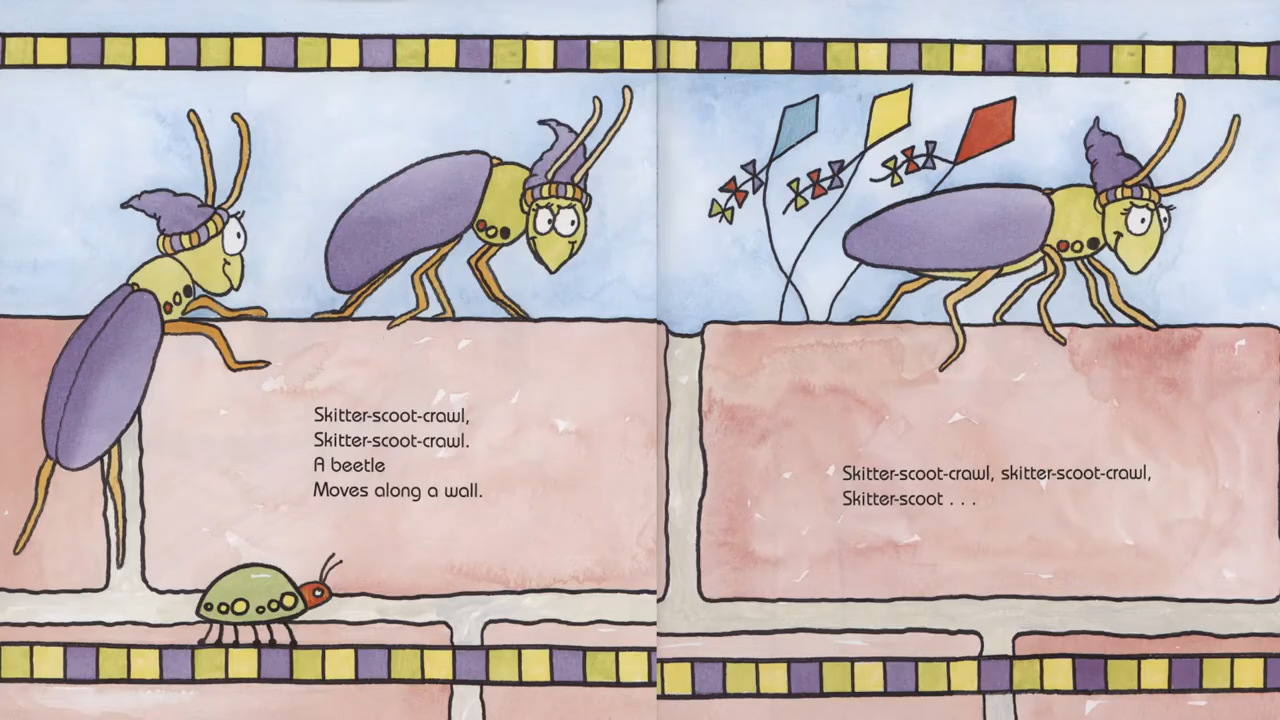 Skitter-scoot-crawl,
Skitter-scoot-crawl.
A beetle
Moves along a wall.
Skitter-scoot-crawl, skitter-scoot-crawl,
Skitter-scoot . . .